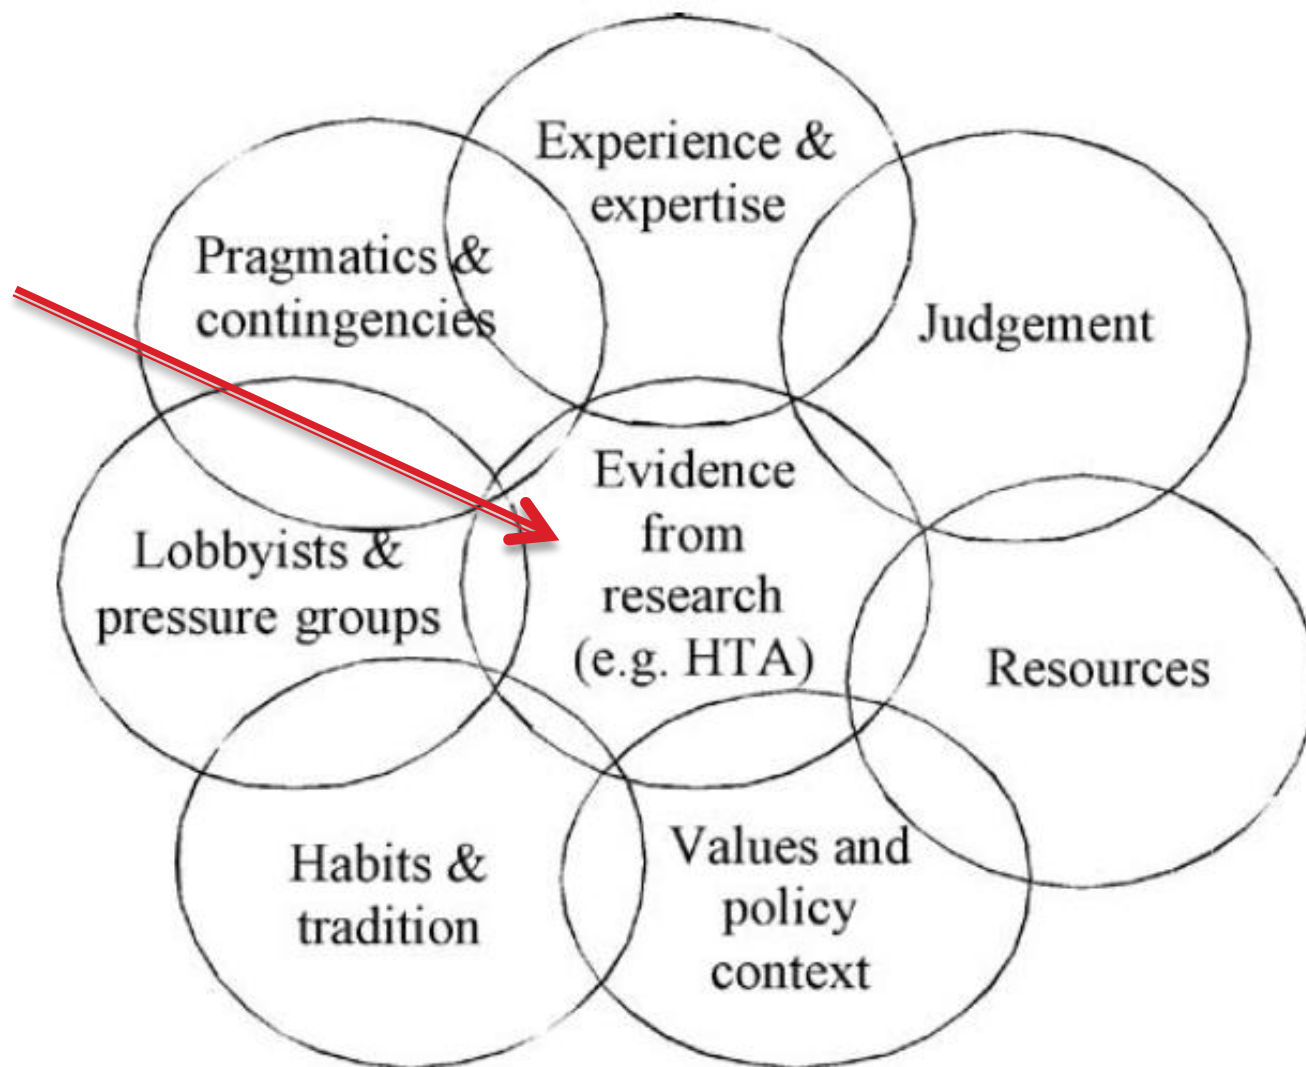 Experience &
expertise
Pragmatics &
contingencies
Judgement
Evidence
from
research
(e.g. HTA)
Lobbyists &
pressure groups
Resources
Habits &
tradition
Values and
policy
context